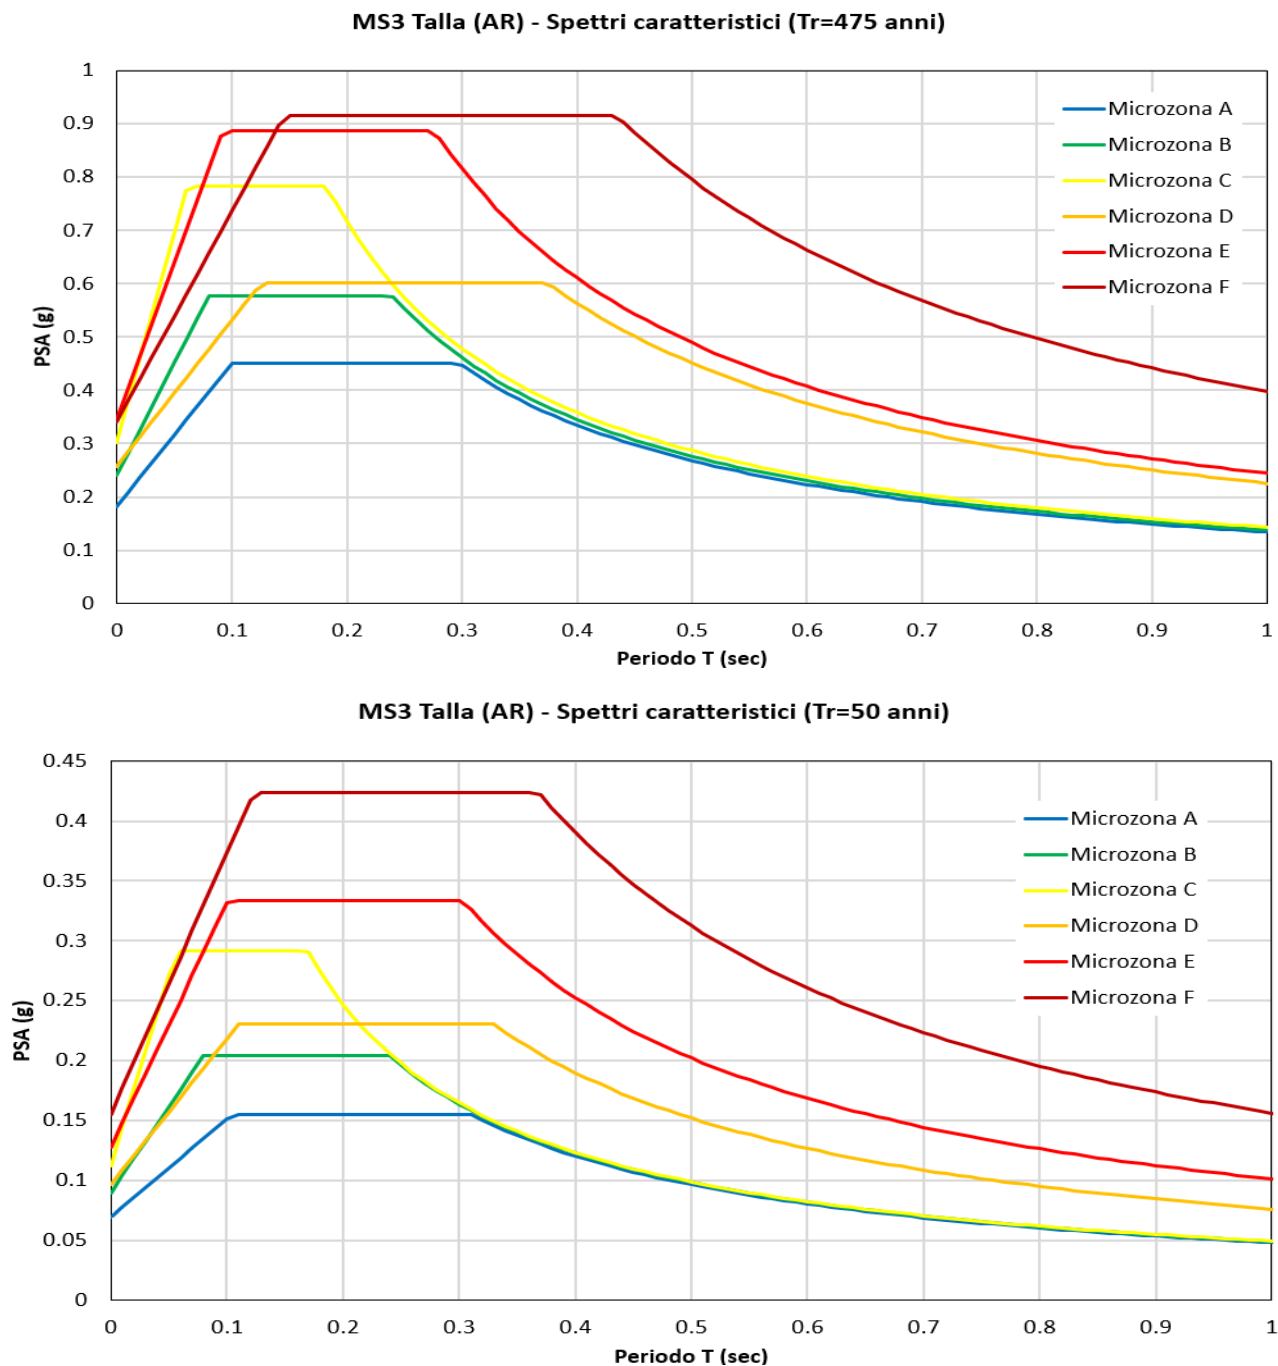 MS3 Talla (AR) - Spettri caratteristici (Tr=475 anni)
1
0.9
0.8
0.7
0.6
0.5
0.4
0.3
0.2
0.1
0
PSA (g)
Microzona A
Microzona B
Microzona C
Microzona D
Microzona E
Microzona F
0 0.1 0.2 0.3 0.4 0.5 0.6 0.7 0.8 0.9 1
Periodo T (sec)
MS3 Talla (AR) - Spettri caratteristici (Tr=50 anni)
0.45
0.4
0.35
0.3
0.25
0.2
0.15
0.1
0.05
0
PSA (g)
Microzona A
Microzona B
Microzona C
Microzona D
Microzona E
Microzona F
0 0.1 0.2 0.3 0.4 0.5 0.6 0.7 0.8 0.9 1
Periodo T (sec)